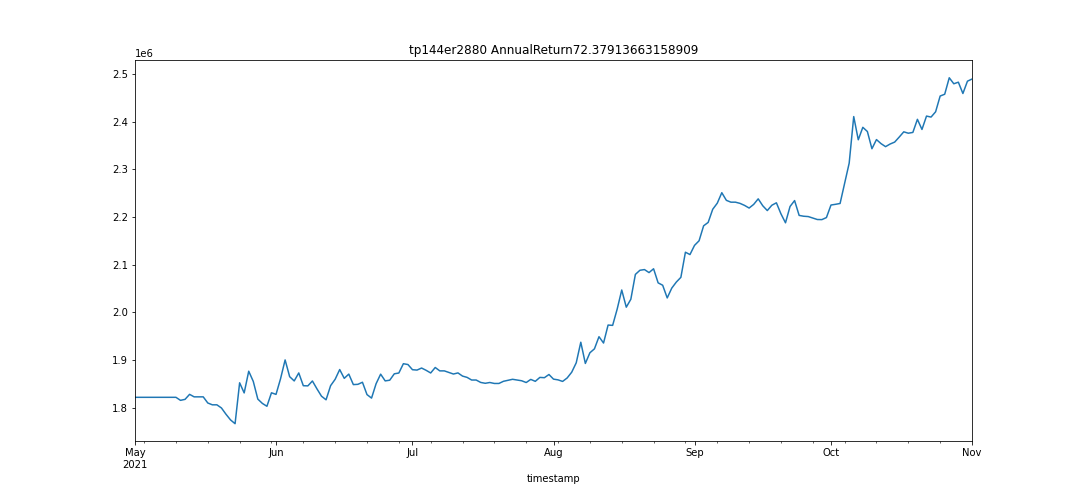 tp144er2880 AnnualReturn72.37913663158909
1e6
2.5
2.4
2.3
2.2
2.1
2.0
1.9
1.8
May Jun Jul Aug Sep Oct Nov
2021
timestamp